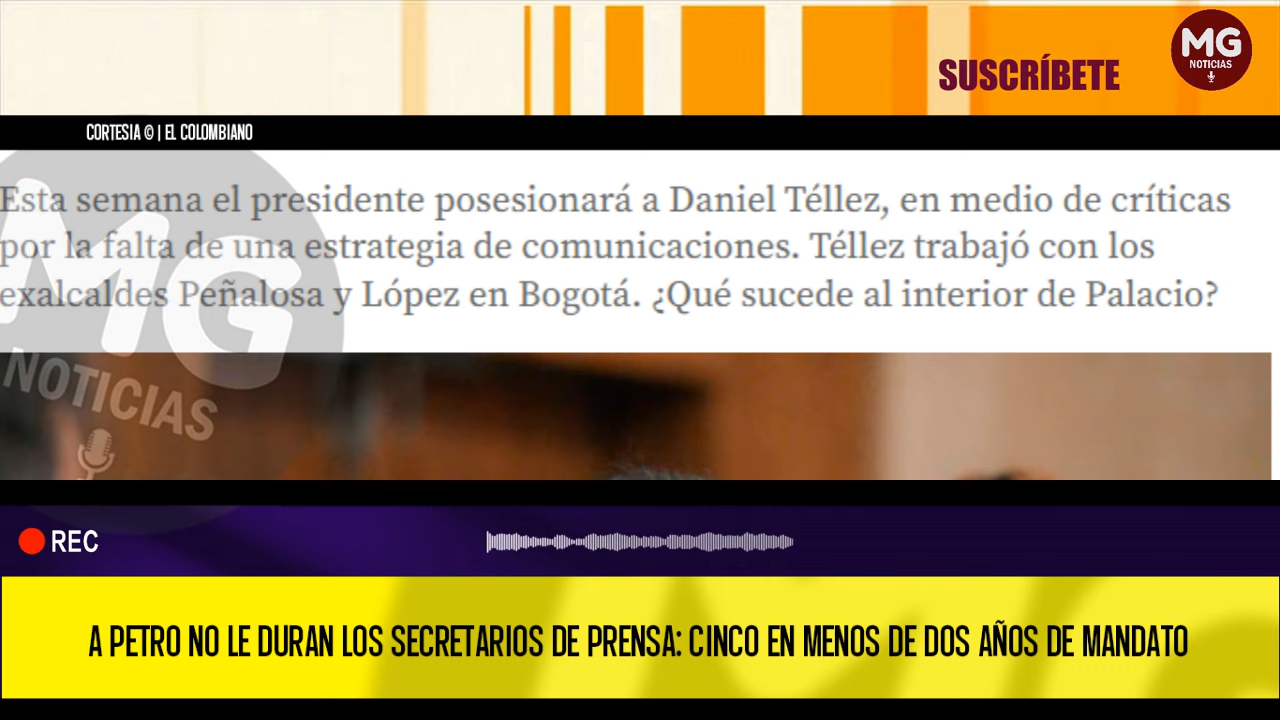 SUSCRÍBETE
MG
NOTICIAS
CORTESIA © | EL COLOMBIANO
Esta semana el presidente posesionará a Daniel Téllez, en medio de críticas
por la falta de una estrategia de comunicaciones. Téllez trabajó con los
exalcaldes Peñalosa y López en Bogotá. ¿Qué sucede al interior de Palacio?
MG
NOTICIAS
REC
A PETRO NO LE DURAN LOS SECRETARIOS DE PRENSA: CINCO EN MENOS DE DOS AÑOS DE MANDATO